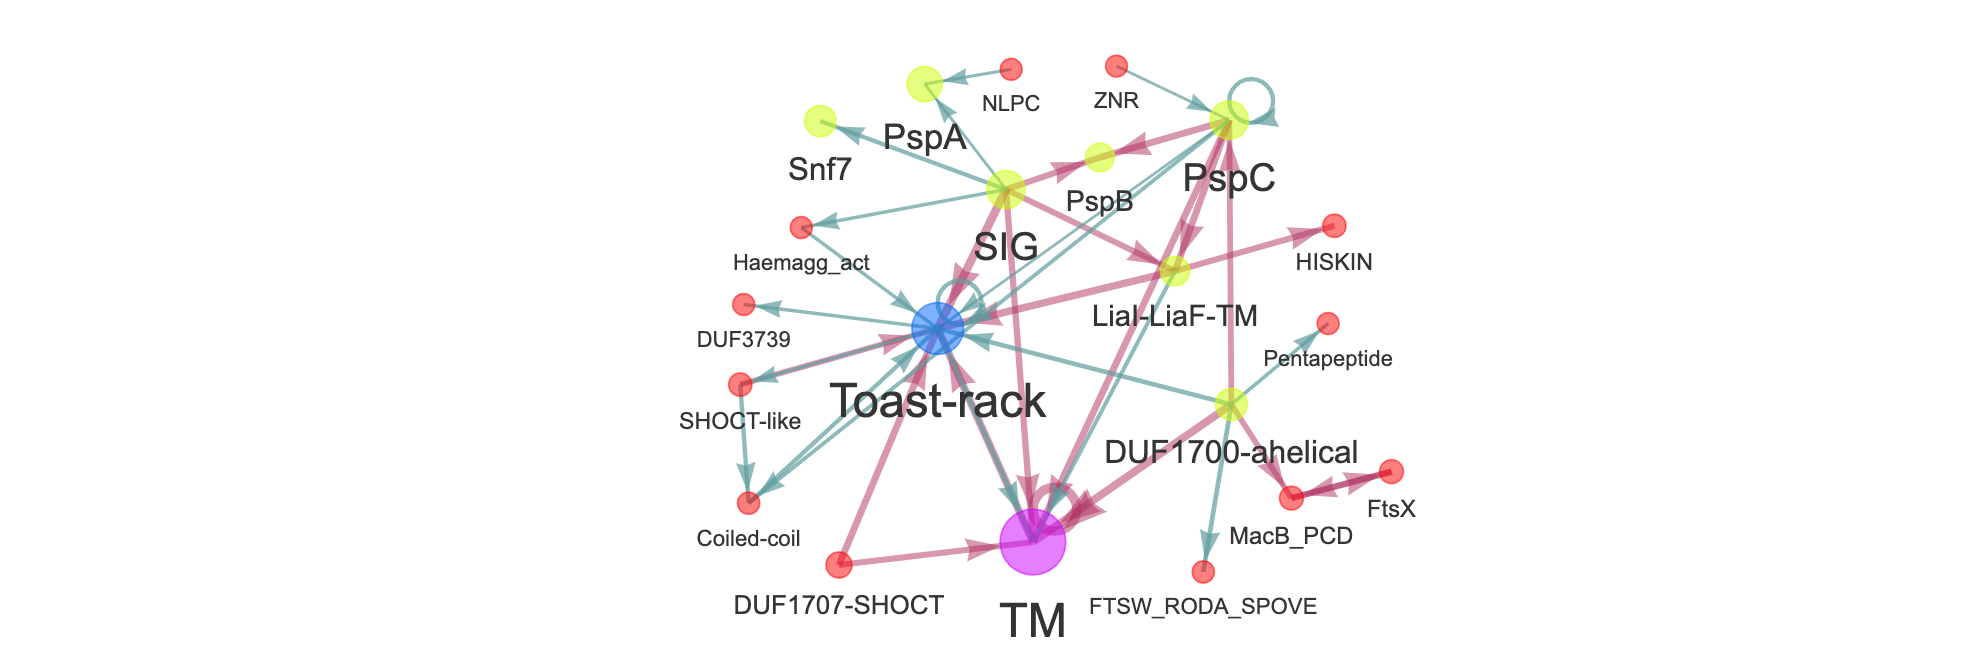 NLPC
ZNR
PspA
Snf7
PspC
PspB
SIG
Haemagg_act
HISKIN
LiaI-LiaF-TM
DUF3739
Pentapeptide
Toast-rack
SHOCT-like
DUF1700-ahelical
FtsX
MacB_PCD
Coiled-coil
DUF1707-SHOCT
TM
FTSW_RODA_SPOVE